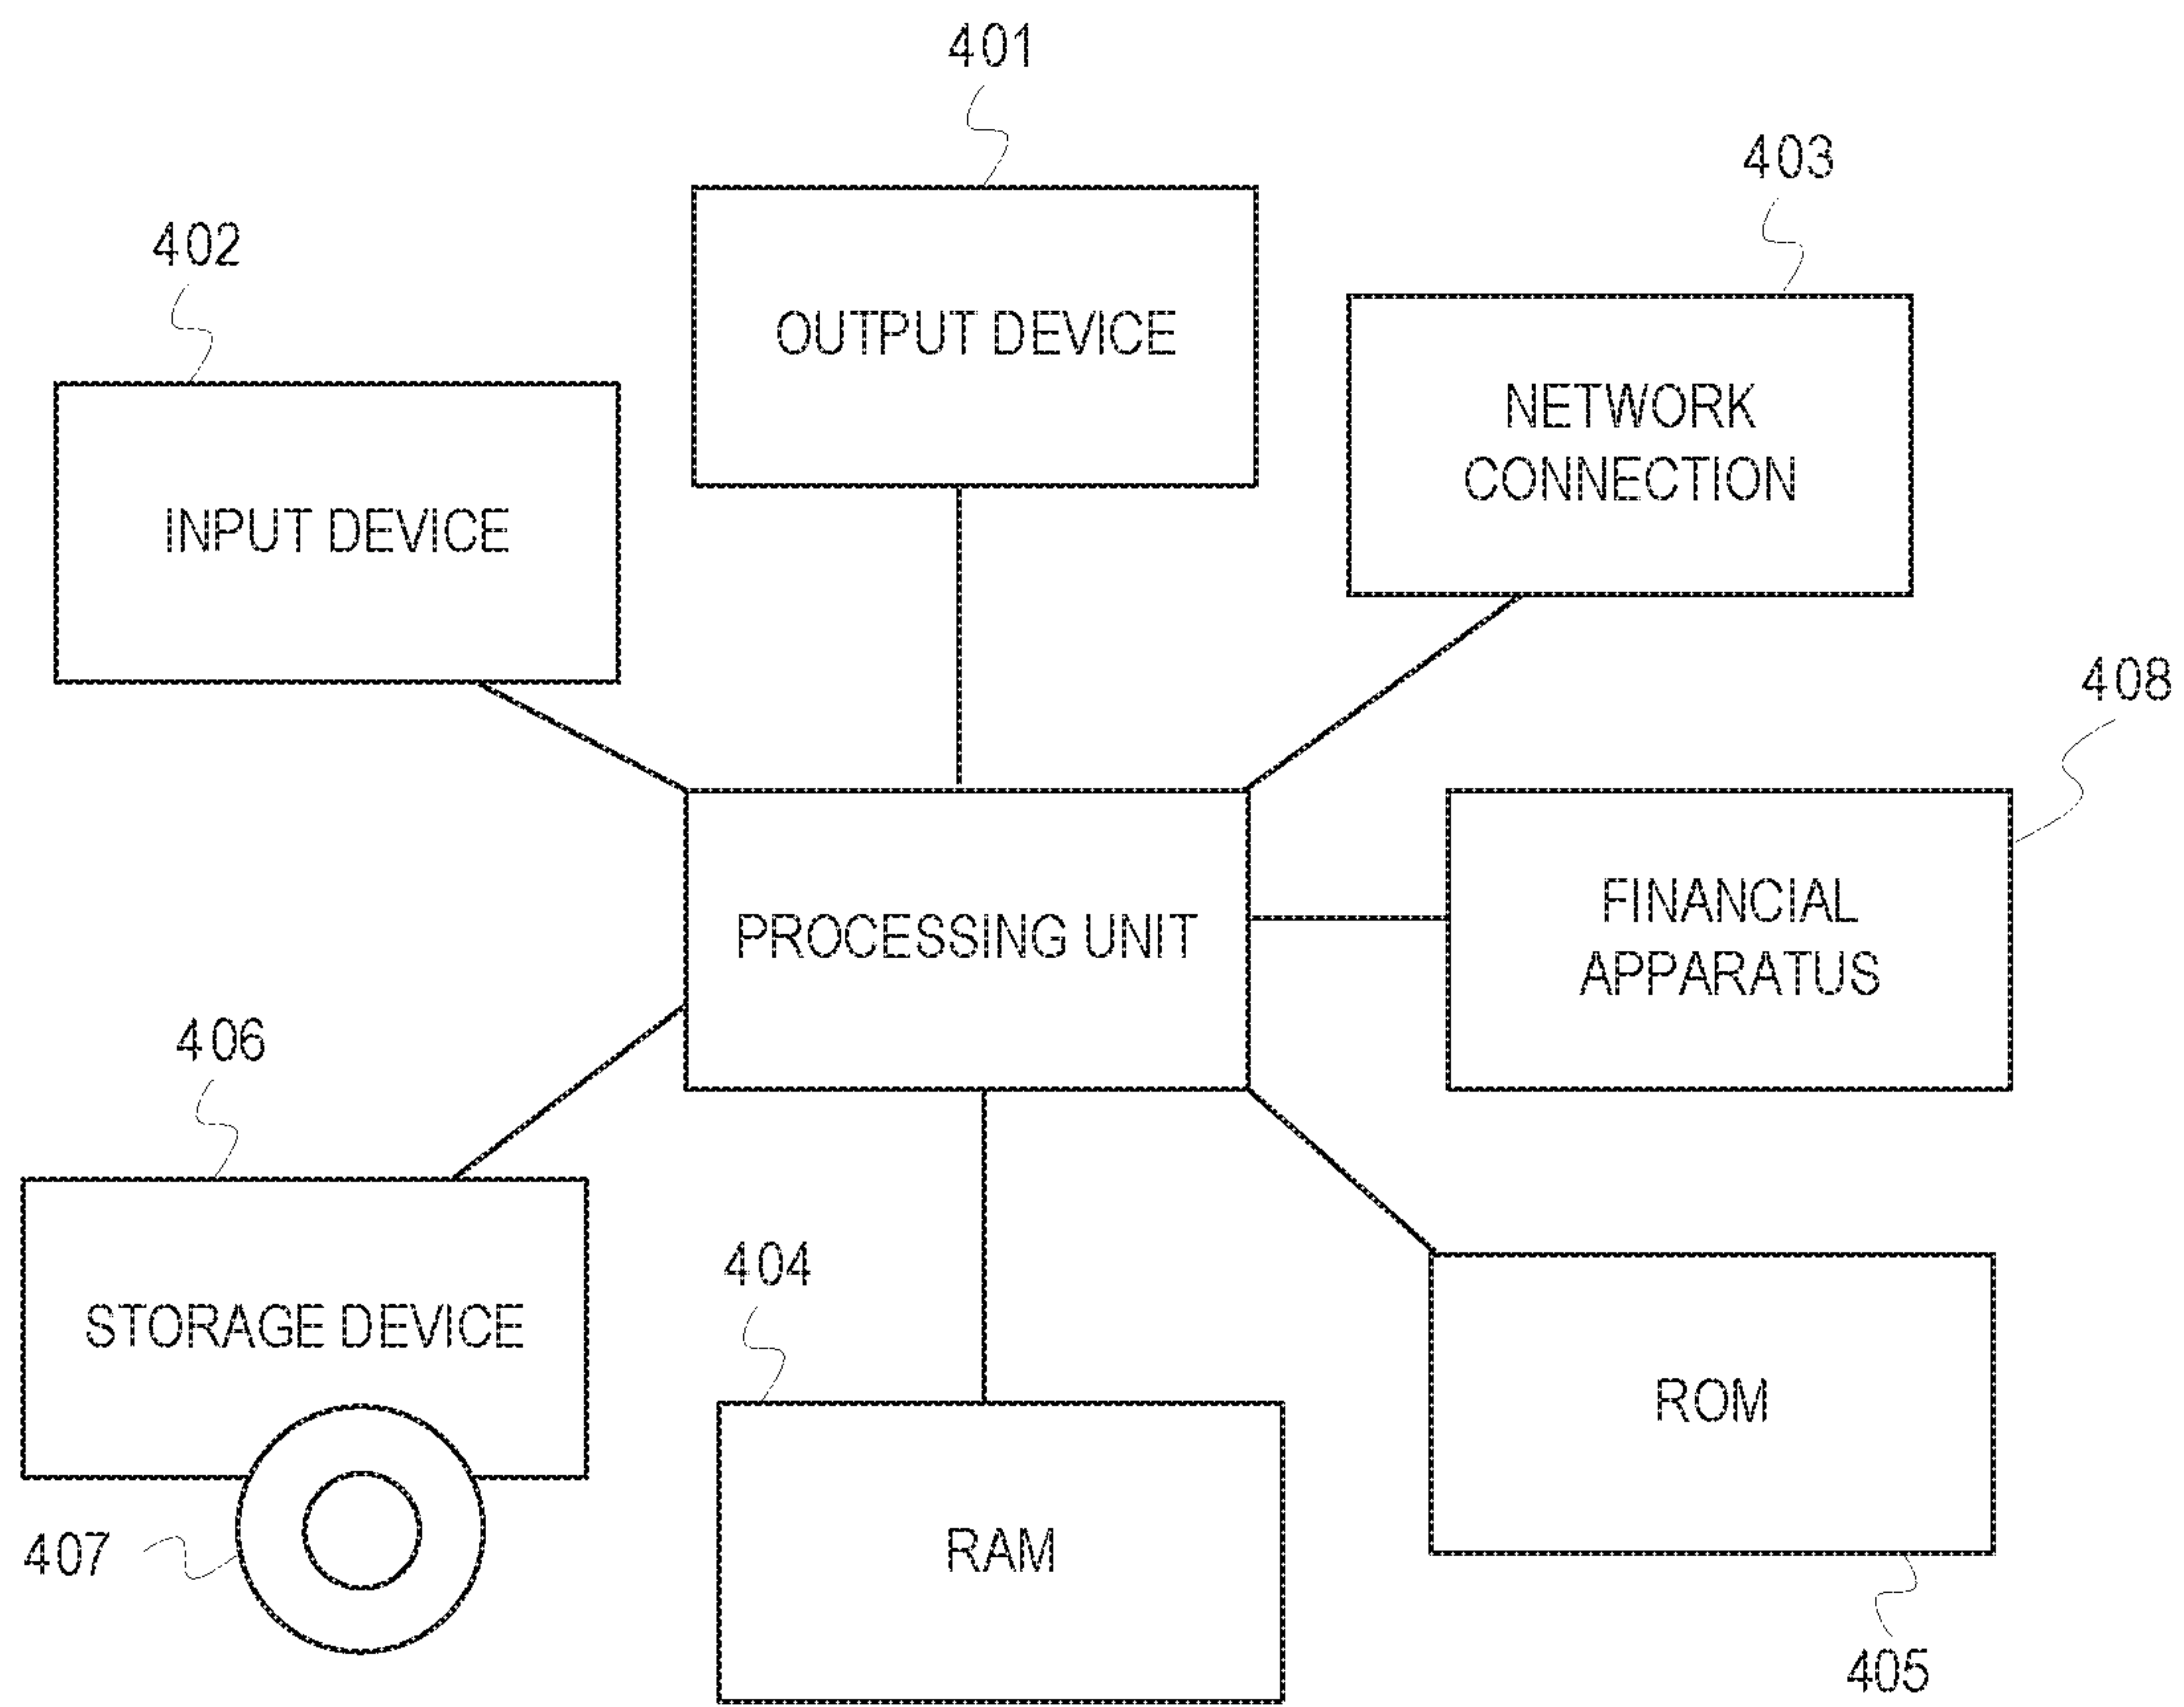 401
403
402
OUTPUT DEVICE
NETWORK
CONNECTION
INPUT DEVICE
408
FINANCIAL
APPARATUS
PROCESSING UNIT
406
404
STORAGE DEVICE
ROM
407
RAM
405